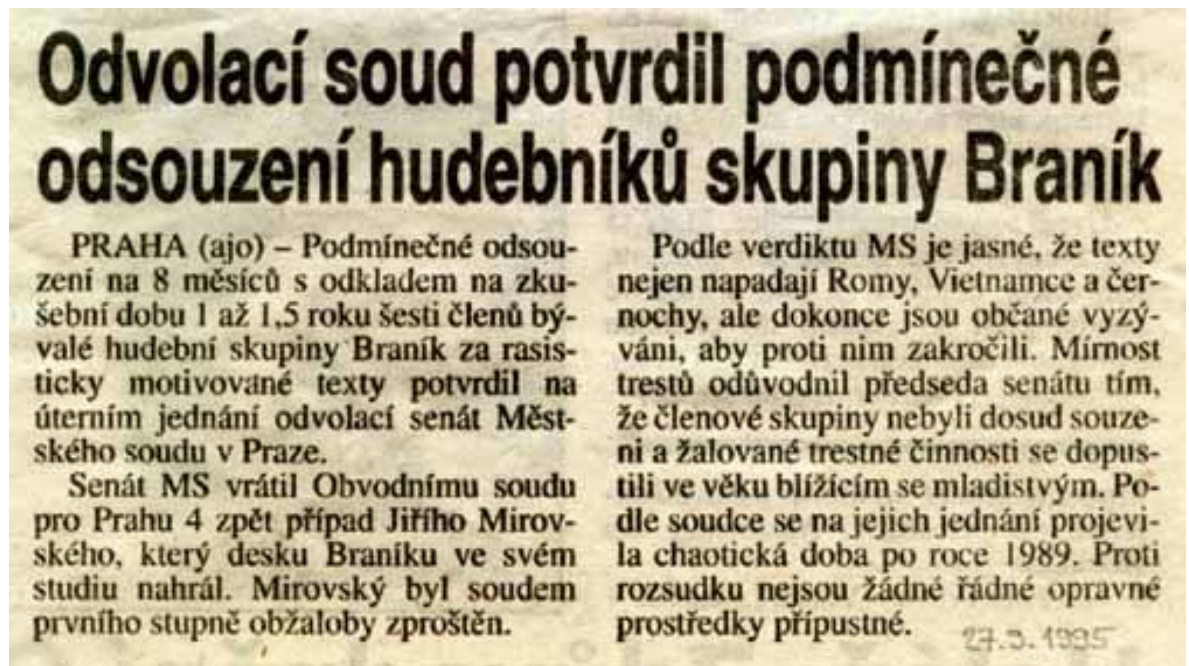 Odvolací soud potvrdil podmínečné
odsouzení hudebníků skupiny Braník
PRAHA (ajo) – Podmínečné odsou-
zení na 8 měsíců s odkladem na zku-
šební dobu 1 až 1,5 roku šesti členů bý-
valé hudební skupiny Braník za rasis-
ticky motivované texty potvrdil na
úterním jednání odvolací senát Měst-
ského soudu v Praze.
Senát MS vrátil Obvodnímu soudu
pro Prahu 4 zpět případ Jiřího Mirov-
ského, který desku Braníku ve svém
studiu nahrál. Mirovský byl soudem
prvního stupně obžaloby zproštěn.
Podle verdiktu MS je jasné, že texty
nejen napadají Romy, Vietnamce a čer-
nochy, ale dokonce jsou občané vyzý-
váni, aby proti nim zakročili. Mírnost
trestů odůvodnil předseda senátu tím,
že členové skupiny nebyli dosud souze-
ni a žalované trestné činnosti se dopus-
tili ve věku blížícím se mladistvým. Po-
dle soudce se na jejich jednání projevi-
la chaotická doba po roce 1989. Proti
rozsudku nejsou žádné řádné opravné
prostředky přípustné.
27.9.1995